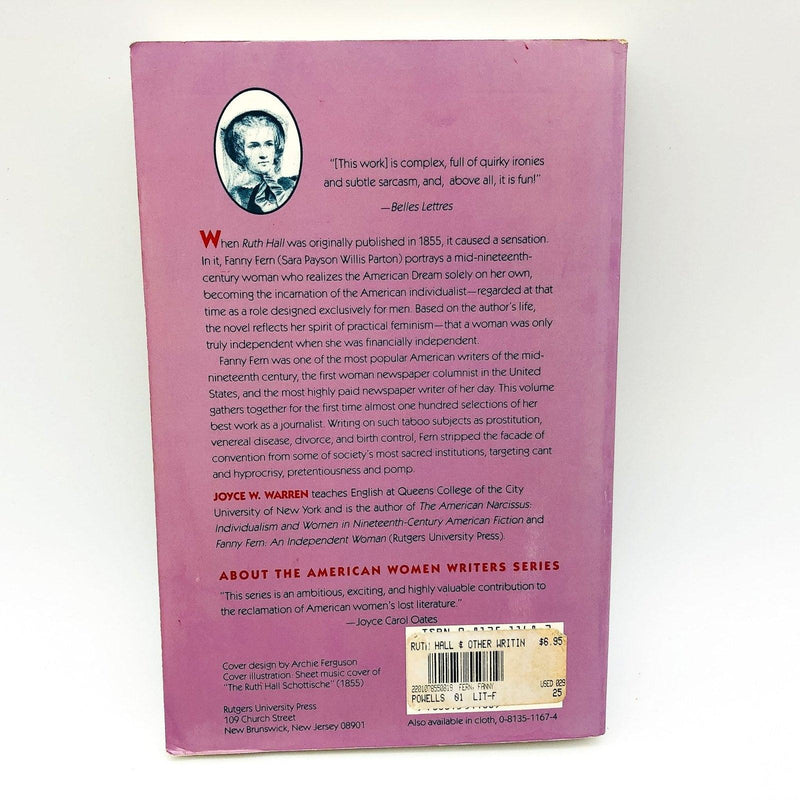 "[This work] is complex, full of quirky ironies
and subtle sarcasm, and, above all, it is fun!"
—Belles Lettres
When Ruth Hall was originally published in 1855, it caused a sensation.
In it, Fanny Fern (Sara Payson Willis Parton) portrays a mid-nineteenth-
century woman who realizes the American Dream solely on her own,
becoming the incarnation of the American individualist—regarded at that
time as a role designed exclusively for men. Based on the author's life,
the novel reflects her spirit of practical feminism—that a woman was only
truly independent when she was financially independent.
Fanny Fern was one of the most popular American writers of the mid-
nineteenth century, the first woman newspaper columnist in the United
States, and the most highly paid newspaper writer of her day. This volume
gathers together for the first time almost one hundred selections of her
best work as a journalist. Writing on such taboo subjects as prostitution,
venereal disease, divorce, and birth control, Fern stripped the facade of
convention from some of society's most sacred institutions, targeting cant
and hyprocrisy, pretentiousness and pomp.
JOYCE W. WARREN teaches English at Queens College of the City
University of New York and is the author of The American Narcissus:
Individualism and Women in Nineteenth-Century American Fiction and
Fanny Fern: An Independent Woman (Rutgers University Press).
ABOUT THE AMERICAN WOMEN WRITERS SERIES
"This series is an ambitious, exciting, and highly valuable contribution to
the reclamation of American women's lost literature."
—Joyce Carol Oates
Cover design by Archie Ferguson
Cover illustration: Sheet music cover of
"The Ruth Hall Schottische" (1855)
Rutgers University Press
109 Church Street
New Brunswick, New Jersey 08901
RUTH HALL & OTHER WRITIN $6.95
FERN, FANNY USED 029
POWELLS 01 LIT-F 25
Also available in cloth, 0-8135-1167-4